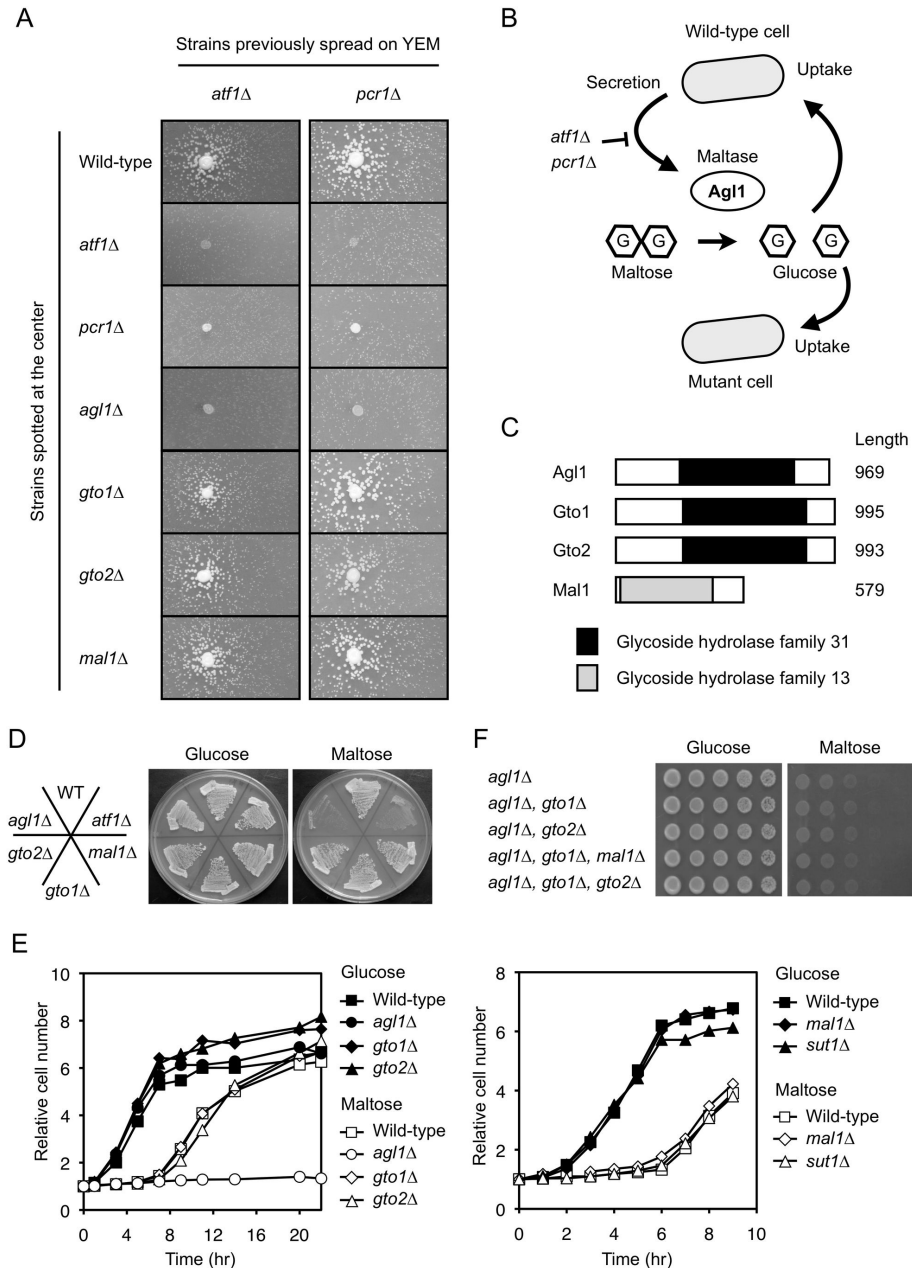 A
Strains previously spread on YEM
atf1Δ pcr1Δ
Strains spotted at the center
Wild-type
atf1Δ
pcr1Δ
agl1Δ
gto1Δ
gto2Δ
mal1Δ
B
Wild-type cell
Secretion
Uptake
atf1Δ
pcr1Δ
Maltase
Agl1
G G
G G
Maltose
Glucose
Uptake
Mutant cell
C
Length
Agl1 969
Gto1 995
Gto2 993
Mal1 579
Glycoside hydrolase family 31
Glycoside hydrolase family 13
D
Glucose Maltose
WT
agl1Δ atf1Δ
gto2Δ mal1Δ
gto1Δ
F
Glucose Maltose
agl1Δ
agl1Δ, gto1Δ
agl1Δ, gto2Δ
agl1Δ, gto1Δ, mal1Δ
agl1Δ, gto1Δ, gto2Δ
E
Relative cell number
10
8
6
4
2
0
0 4 8 12 16 20
Time (hr)
Glucose
Wild-type
agl1Δ
gto1Δ
gto2Δ
Maltose
Wild-type
agl1Δ
gto1Δ
gto2Δ
Relative cell number
8
6
4
2
0
0 2 4 6 8 10
Time (hr)
Glucose
Wild-type
mal1Δ
sut1Δ
Maltose
Wild-type
mal1Δ
sut1Δ